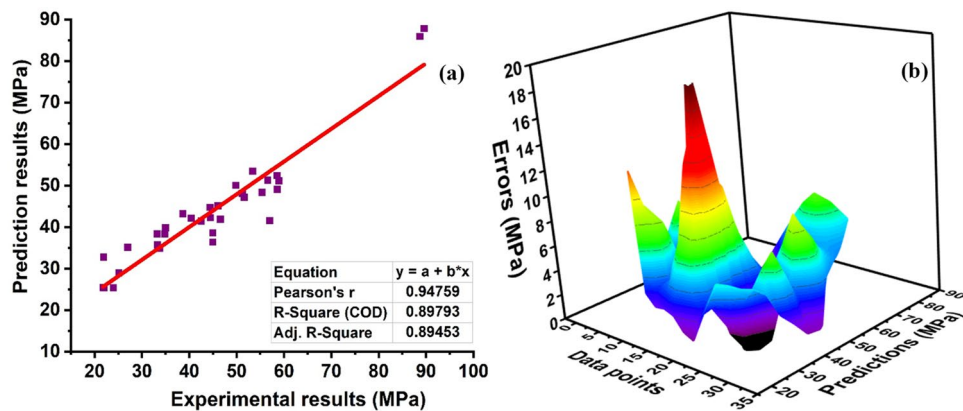 (a)
Prediction results (MPa)
90
80
70
60
50
40
30
20
10
Equation y = a + b*x
Pearson's r 0.94759
R-Square (COD) 0.89793
Adj. R-Square 0.89453
20 30 40 50 60 70 80 90 100
Experimental results (MPa)
(b)
Errors (MPa)
20
18
16
14
12
10
8
6
4
2
0
0 5 10 15 20 25 30 35
Data points
20 30 40 50 60 70 80 90
Predictions (MPa)